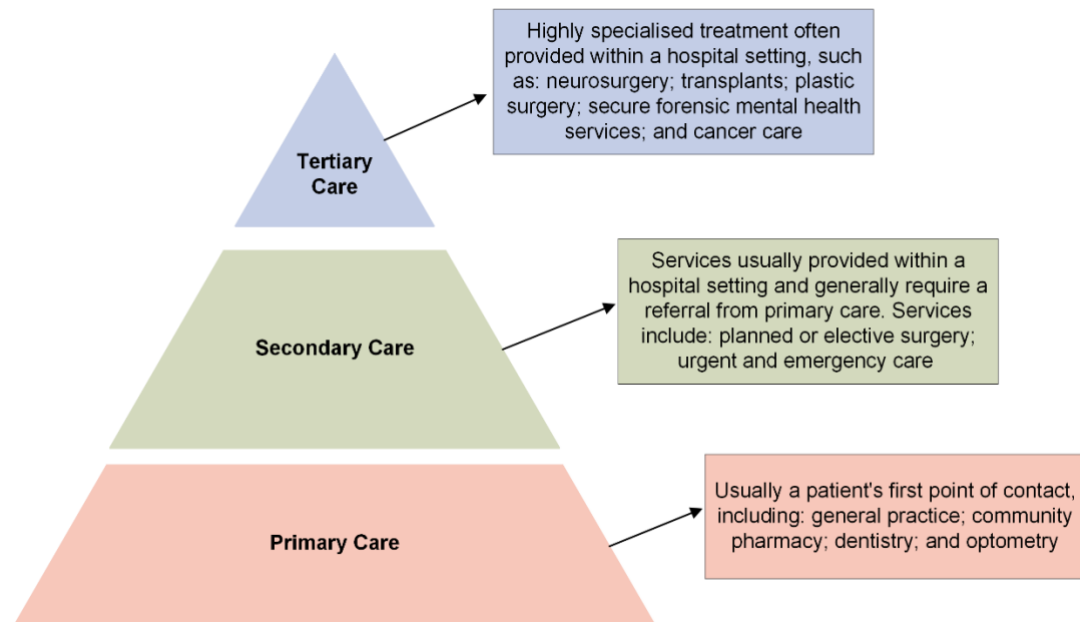 Highly specialised treatment often
provided within a hospital setting, such
as: neurosurgery; transplants; plastic
surgery; secure forensic mental health
services; and cancer care
Tertiary
Care
Services usually provided within a
hospital setting and generally require a
referral from primary care. Services
include: planned or elective surgery;
urgent and emergency care
Secondary Care
Usually a patient's first point of contact,
including: general practice; community
pharmacy; dentistry; and optometry
Primary Care